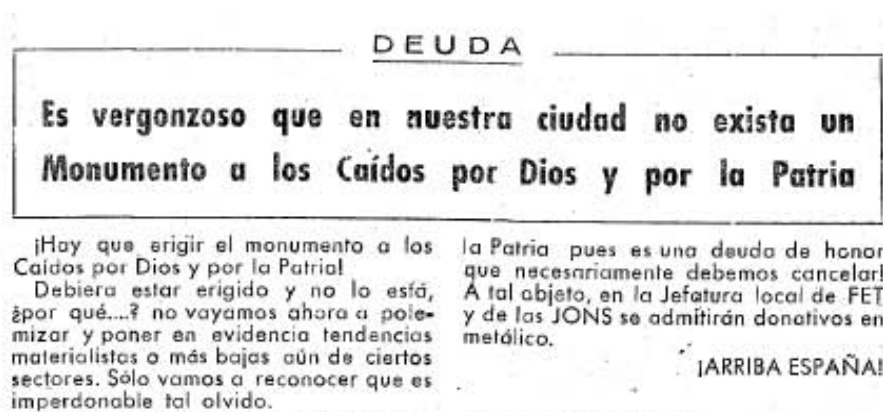 DEUDA
Es vergonzoso que en nuestra ciudad no exista un
Monumento a los Caídos por Dios y por la Patria
¡Hay que erigir el monumento a los
Caídos por Dios y por la Patria!
Debiera estar erigido y no lo está,
¿por qué....? no vayamos ahora a pole-
mizar y poner en evidencia tendencias
materialistas o más bajas aún de ciertos
sectores. Sólo vamos a reconocer que es
imperdonable tal olvido.
la Patria pues es una deuda de honor
que necesariamente debemos cancelar!
A tal objeto, en la Jefatura local de FET
y de las JONS se admitirán donativos en
metálico.
¡ARRIBA ESPAÑA!